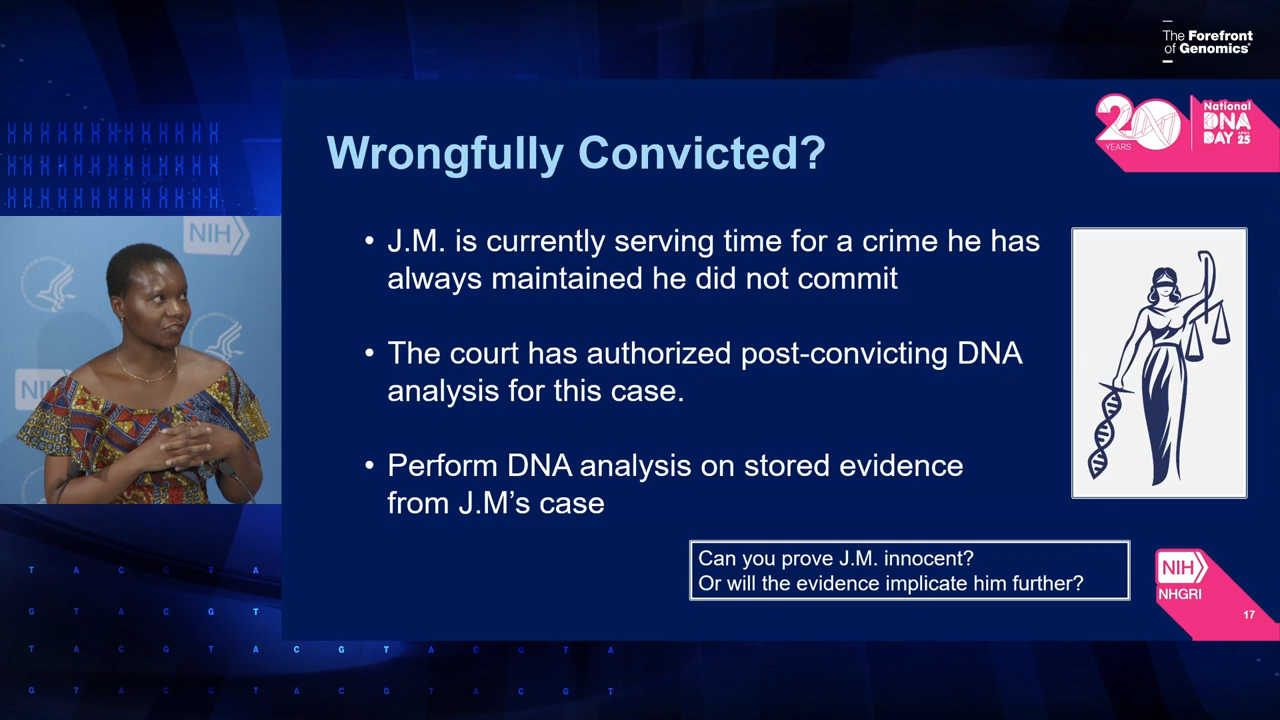 The Forefront
of Genomics®
20
YEARS
National
DNA
DAY APRIL
25
Wrongfully Convicted?
• J.M. is currently serving time for a crime he has
always maintained he did not commit
• The court has authorized post-convicting DNA
analysis for this case.
• Perform DNA analysis on stored evidence
from J.M's case
Can you prove J.M. innocent?
Or will the evidence implicate him further?
NIH
NHGRI
17
NIH
NIH
T A C G T A
G T A C G T
T A C G T A C G T A C G T A
G T A C G T A C G T A C G T